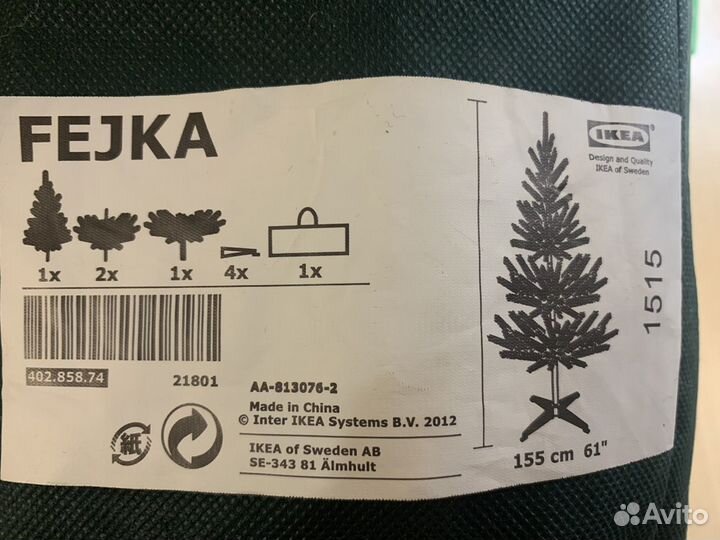 FEJKA
1x 2x 1x 4x 1x
402.858.74
21801
AA-813076-2
Made in China
© Inter IKEA Systems B.V. 2012
紙
IKEA of Sweden AB
SE-343 81 Älmhult
IKEA
Design and Quality
IKEA of Sweden
1515
155 cm 61"
Avito